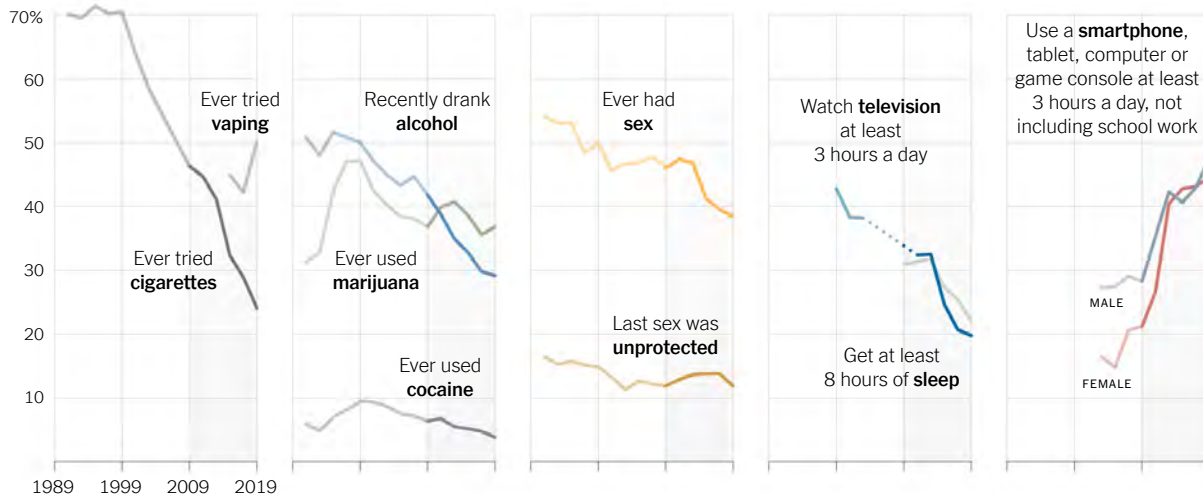 70%
60
50
40
30
20
10
1989
1999
2009
2019
Ever tried
vaping
Ever tried
cigarettes
Recently drank
alcohol
Ever used
marijuana
Ever used
cocaine
Ever had
sex
Last sex was
unprotected
Watch television
at least
3 hours a day
Get at least
8 hours of sleep
Use a smartphone,
tablet, computer or
game console at least
3 hours a day, not
including school work
MALE
FEMALE